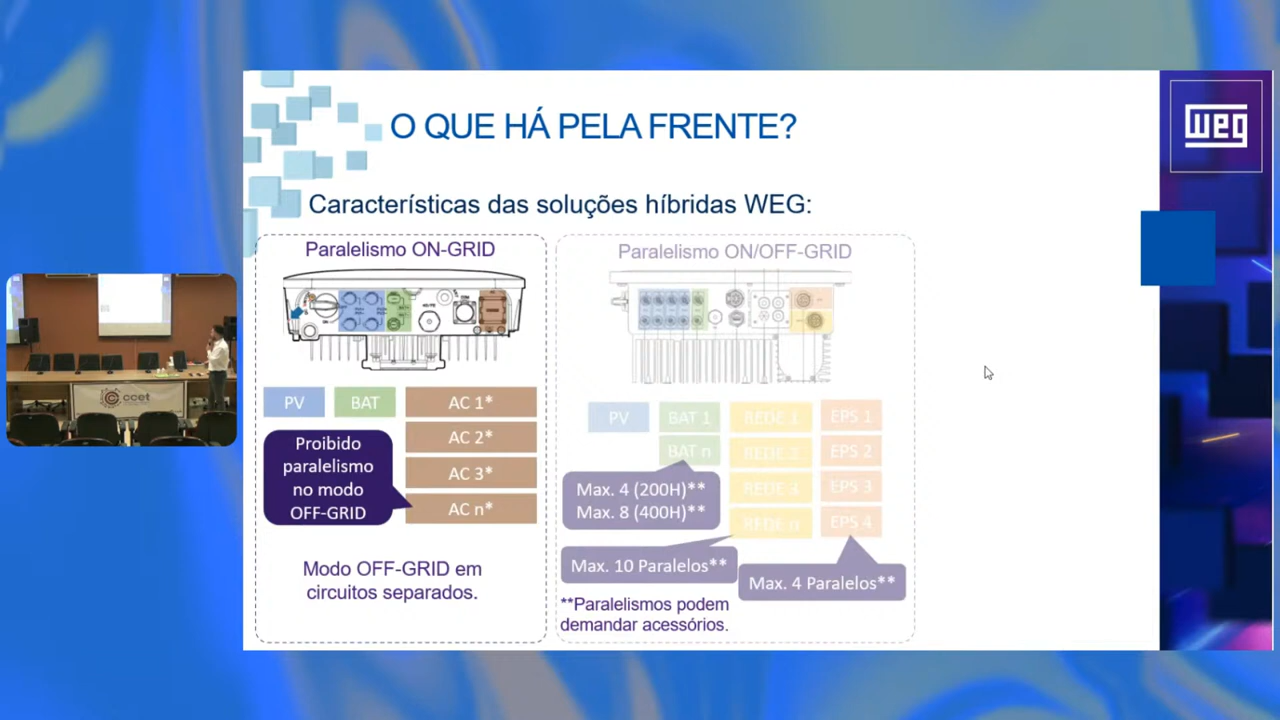 O QUE HÁ PELA FRENTE?
weg
Características das soluções híbridas WEG:
Paralelismo ON-GRID
PV
BAT
AC 1*
AC 2*
AC 3*
AC n*
Proibido
paralelismo
no modo
OFF-GRID
Modo OFF-GRID em
circuitos separados.
Paralelismo ON/OFF-GRID
PV
BAT 1
REDE 1
EPS 1
BAT n
REDE 2
EPS 2
REDE 3
EPS 3
REDE n
EPS 4
Max. 4 (200H)**
Max. 8 (400H)**
Max. 10 Paralelos**
Max. 4 Paralelos**
**Paralelismos podem
demandar acessórios.
ccet